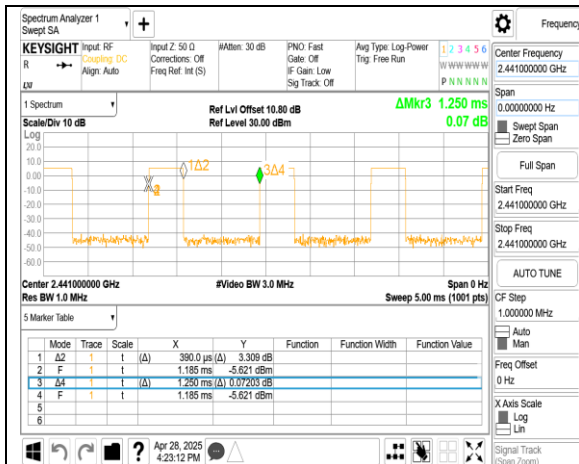 Spectrum Analyzer 1
Swept SA
Frequency
KEYSIGHT
R
LXI
Input: RF
Coupling: DC
Align: Auto
Input Z: 50 Ω
Corrections: Off
Freq Ref: Int (S)
#Atten: 30 dB
PNO: Fast
Gate: Off
IF Gain: Low
Sig Track: Off
Avg Type: Log-Power
Trig: Free Run
1 2 3 4 5 6
W W W W W W
P N N N N N
1 Spectrum
Scale/Div 10 dB
Ref Lvl Offset 10.80 dB
Ref Level 30.00 dBm
ΔMkr3 1.250 ms
0.07 dB
Log
20.0
10.0
0.00
-10.0
-20.0
-30.0
-40.0
-50.0
-60.0
1Δ2
3Δ4
Center 2.441000000 GHz
Res BW 1.0 MHz
#Video BW 3.0 MHz
Span 0 Hz
Sweep 5.00 ms (1001 pts)
5 Marker Table
Mode Trace Scale X Y Function Function Width Function Value
1 Δ2 1 t (Δ) 390.0 µs (Δ) 3.309 dB
2 F 1 t 1.185 ms -5.621 dBm
3 Δ4 1 t (Δ) 1.250 ms (Δ) 0.07203 dB
4 F 1 t 1.185 ms -5.621 dBm
5
6
Apr 28, 2025
4:23:12 PM
Center Frequency
2.441000000 GHz
Span
0.00000000 Hz
Swept Span
Zero Span
Full Span
Start Freq
2.441000000 GHz
Stop Freq
2.441000000 GHz
AUTO TUNE
CF Step
1.000000 MHz
Auto
Man
Freq Offset
0 Hz
X Axis Scale
Log
Lin
Signal Track
(Span Zoom)